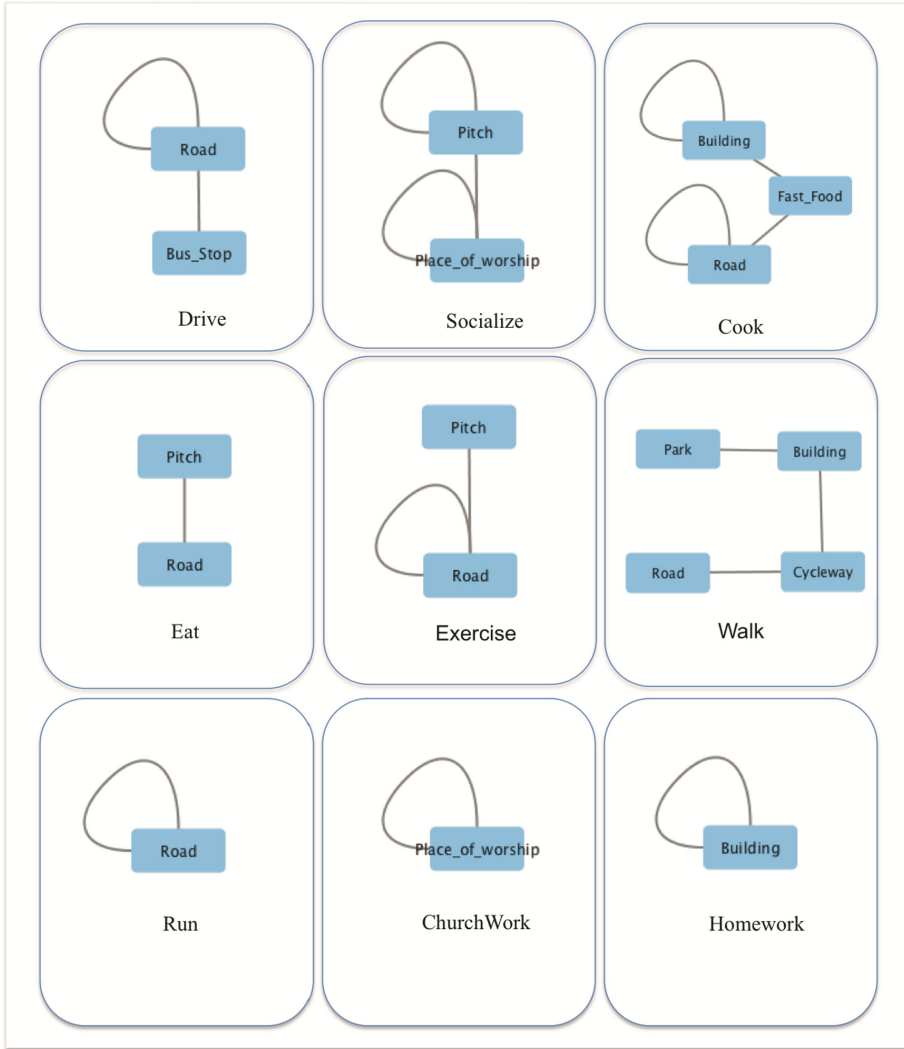 Road
Bus_Stop
Drive
Pitch
Place_of_worship
Socialize
Building
Fast_Food
Road
Cook
Pitch
Road
Eat
Pitch
Road
Exercise
Park
Building
Road
Cycleway
Walk
Road
Run
Place_of_worship
ChurchWork
Building
Homework